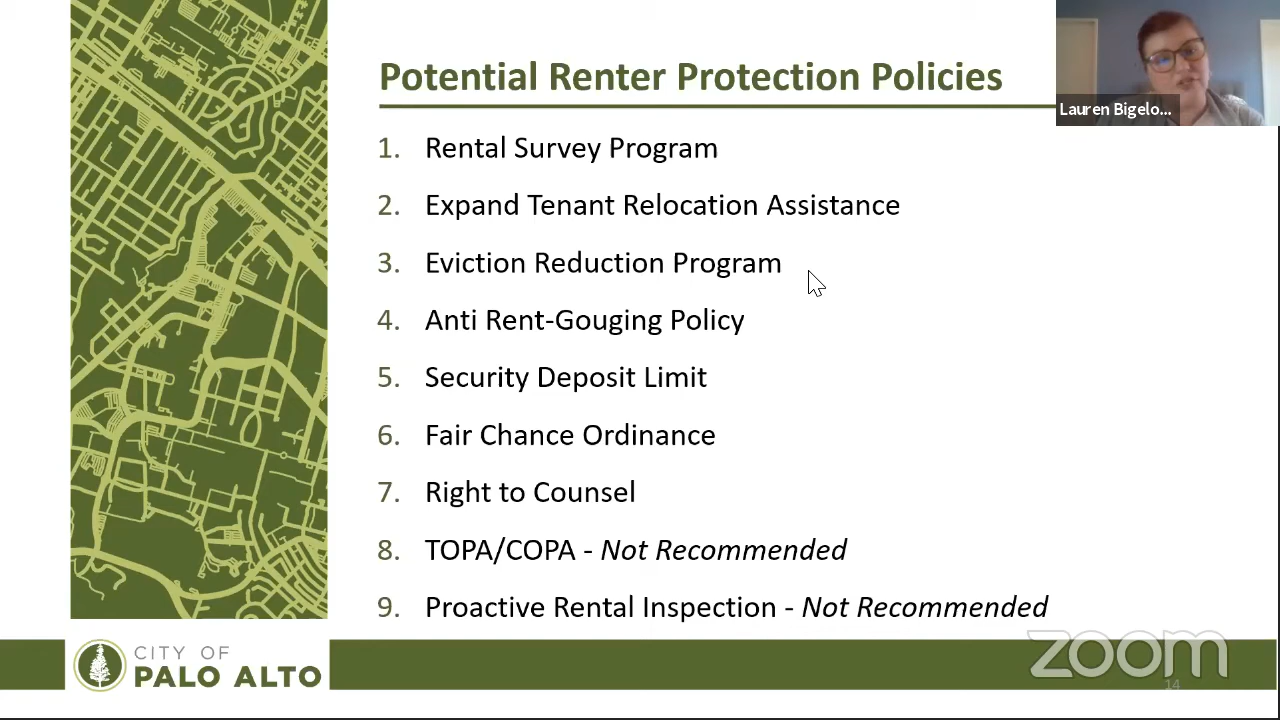 Potential Renter Protection Policies
Lauren Bigelo...
1. Rental Survey Program
2. Expand Tenant Relocation Assistance
3. Eviction Reduction Program
4. Anti Rent-Gouging Policy
5. Security Deposit Limit
6. Fair Chance Ordinance
7. Right to Counsel
8. TOPA/COPA - Not Recommended
9. Proactive Rental Inspection - Not Recommended
CITY OF
PALO ALTO
zoom
14